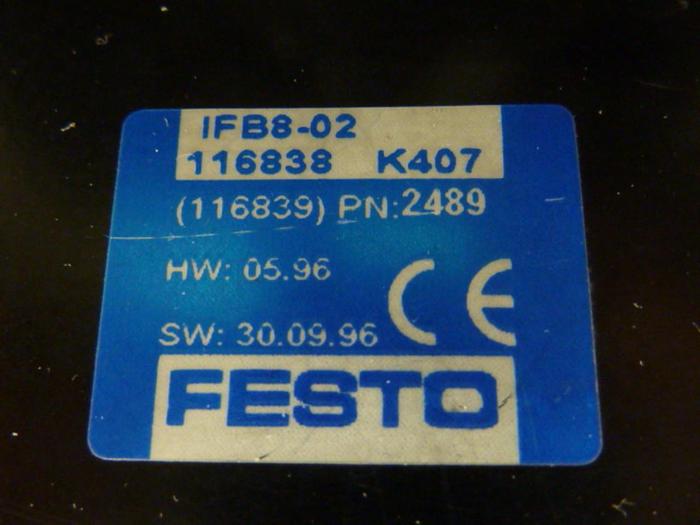 IFB8-02
116838 K407
(116839) PN:2489
HW: 05.96
SW: 30.09.96
CE
FESTO